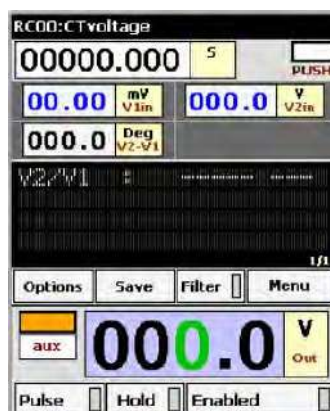 RC00:CTvoltage
00000.000 S
PUSH
00.00 mV V1in 000.0 V V2in
000.0 Deg V2-V1
V2/V1 : --------- -----
1/1
Options Save Filter Menu
aux 000.0 V Out
Pulse Hold Enabled